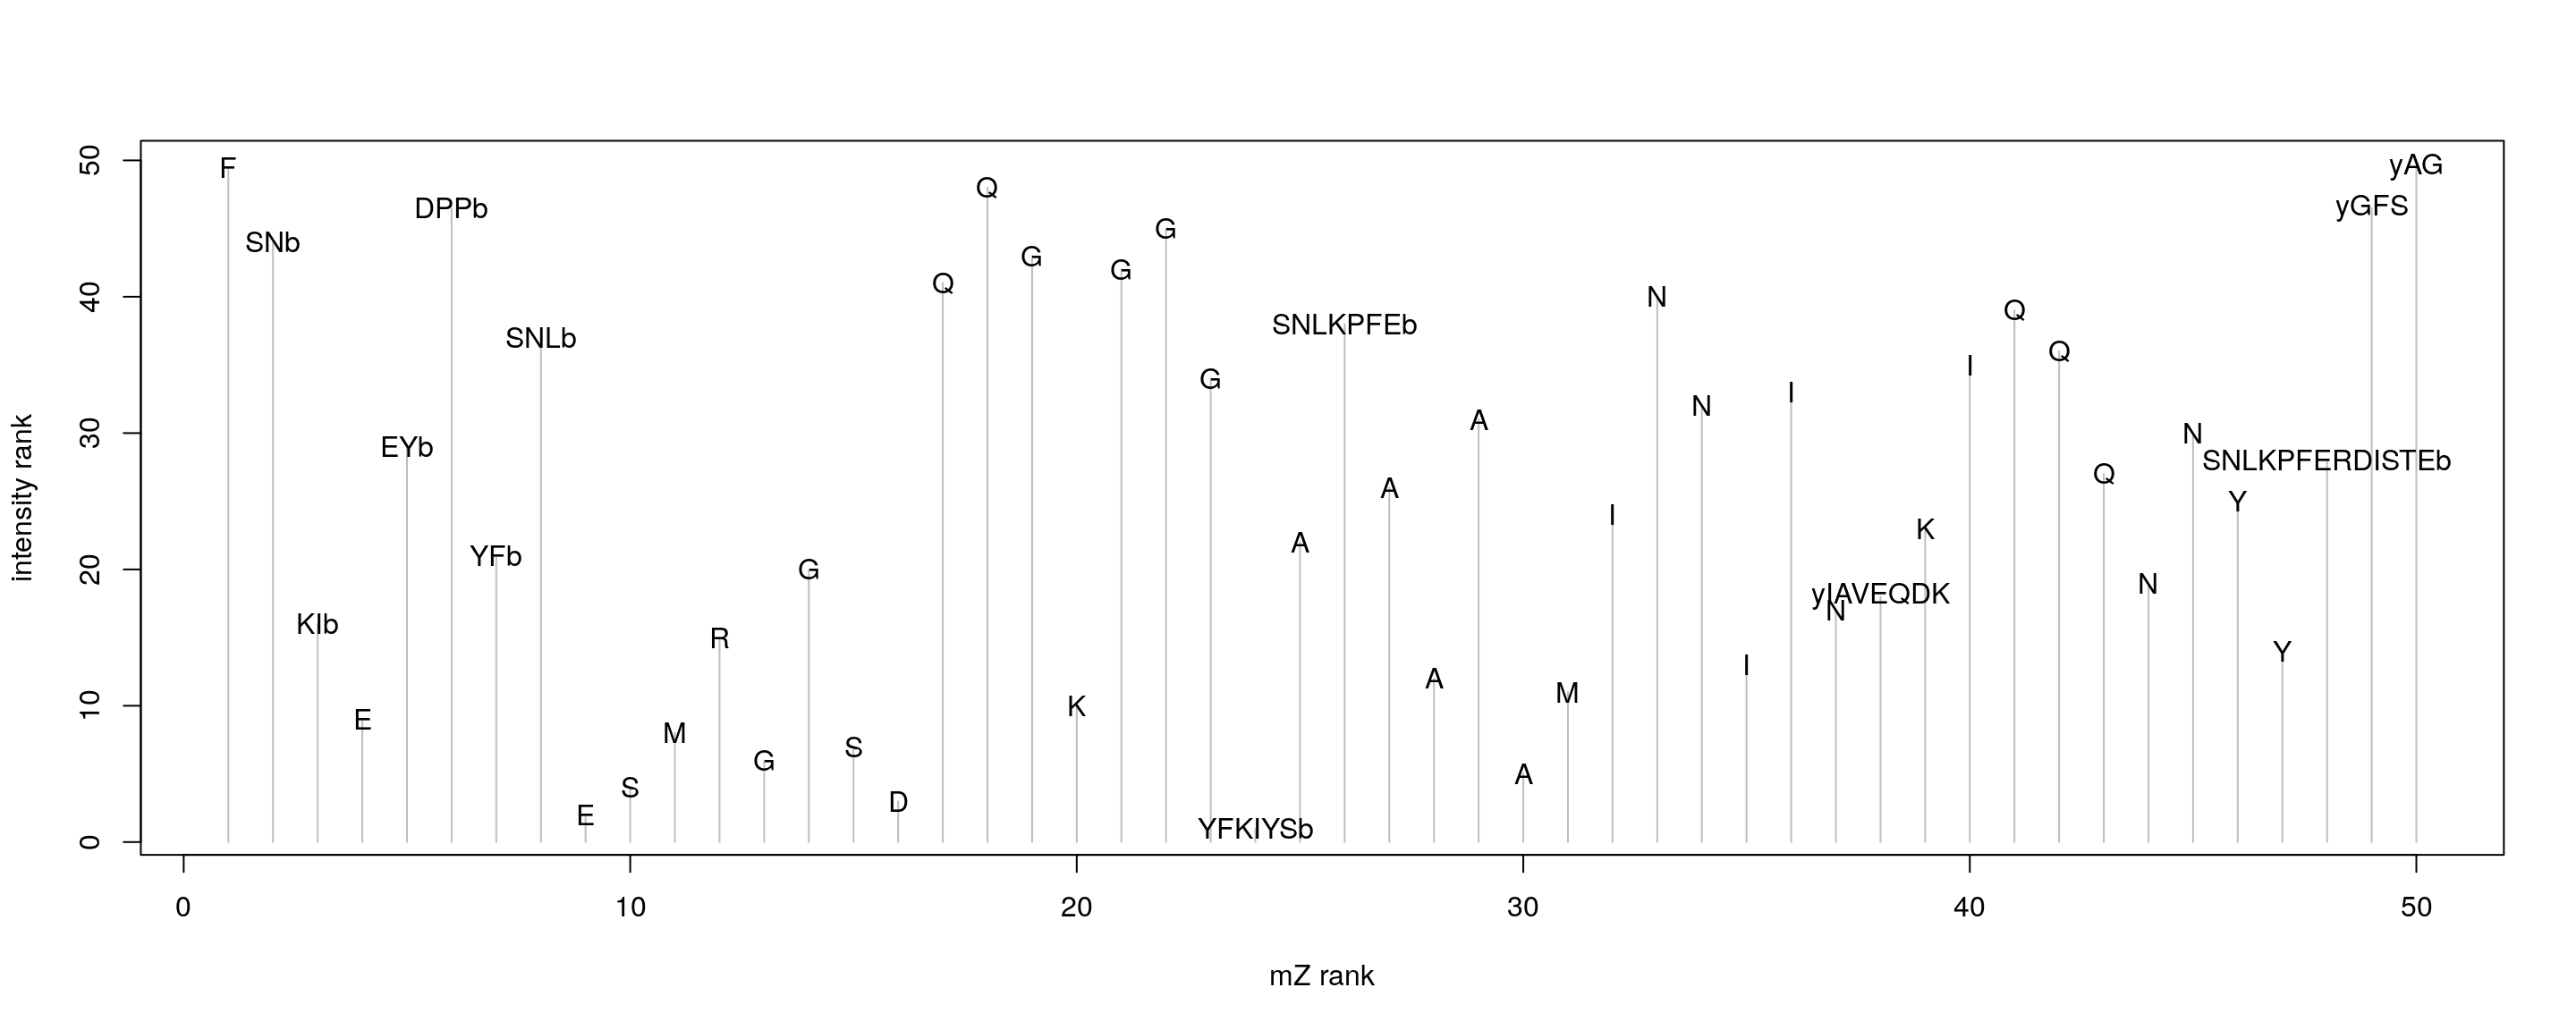 F
yAG
Q
DPPb
yGFS
G
SNb
G
G
Q
N
Q
SNLKPFEb
SNLb
Q
I
G
I
N
A
N
EYb
SNLKPFERDISTEb
Q
A
Y
I
K
A
YFb
G
N
yIAVEQDK
N
KIb
R
Y
I
A
M
K
E
M
S
G
A
S
D
E
YFKIYSb
intensity rank
0
10
20
30
40
50
0 10 20 30 40 50
mZ rank